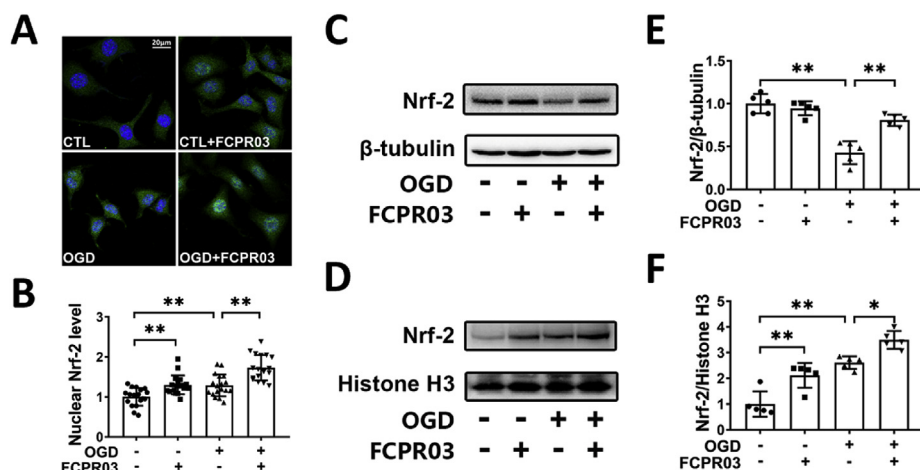 A
20μm
CTL
CTL+FCPR03
OGD
OGD+FCPR03
B
Nuclear Nrf-2 level
3
2
1
0
**
**
**
OGD - - + +
FCPR03 - + - +
C
Nrf-2
β-tubulin
OGD - - + +
FCPR03 - + - +
D
Nrf-2
Histone H3
OGD - - + +
FCPR03 - + - +
E
Nrf-2/β-tubulin
1.5
1.0
0.5
0.0
**
**
OGD - - + +
FCPR03 - + - +
F
Nrf-2/Histone H3
5
4
3
2
1
0
**
**
*
OGD - - + +
FCPR03 - + - +